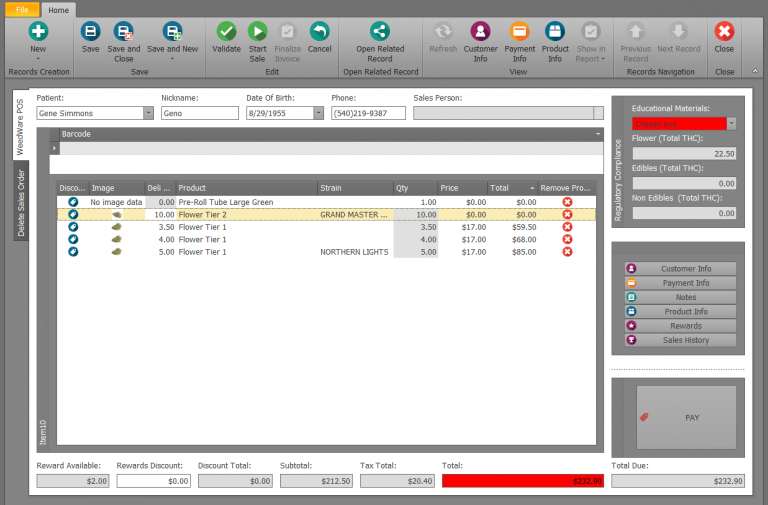 File Home
New Save Save and Close Save and New Validate Start Sale Finalize Invoice Cancel Open Related Record Refresh Customer Info Payment Info Product Info Show in Report Previous Record Next Record Close
Records Creation Save Edit Open Related Record View Records Navigation Close
WeedWare POS
Delete Sales Order
Patient: Nickname: Date Of Birth: Phone: Sales Person:
Gene Simmons Geno 8/29/1955 (540)219-9387
Barcode
Disco... Image Deli ... Product Strain Qty Price Total Remove Pro...
No image data 0.00 Pre-Roll Tube Large Green 1.00 $0.00 $0.00
10.00 Flower Tier 2 GRAND MASTER ... 10.00 $0.00 $0.00
3.50 Flower Tier 1 3.50 $17.00 $59.50
4.00 Flower Tier 1 4.00 $17.00 $68.00
5.00 Flower Tier 1 NORTHERN LIGHTS 5.00 $17.00 $85.00
Item10
Regulatory Compliance
Educational Materials:
Flower (Total THC):
22.50
Edibles (Total THC):
0.00
Non Edibles (Total THC):
0.00
Customer Info
Payment Info
Notes
Product Info
Rewards
Sales History
PAY
Reward Available: Rewards Discount: Discount Total: Subtotal: Tax Total: Total: Total Due:
$2.00 $0.00 $0.00 $212.50 $20.40 $232.90 $232.90